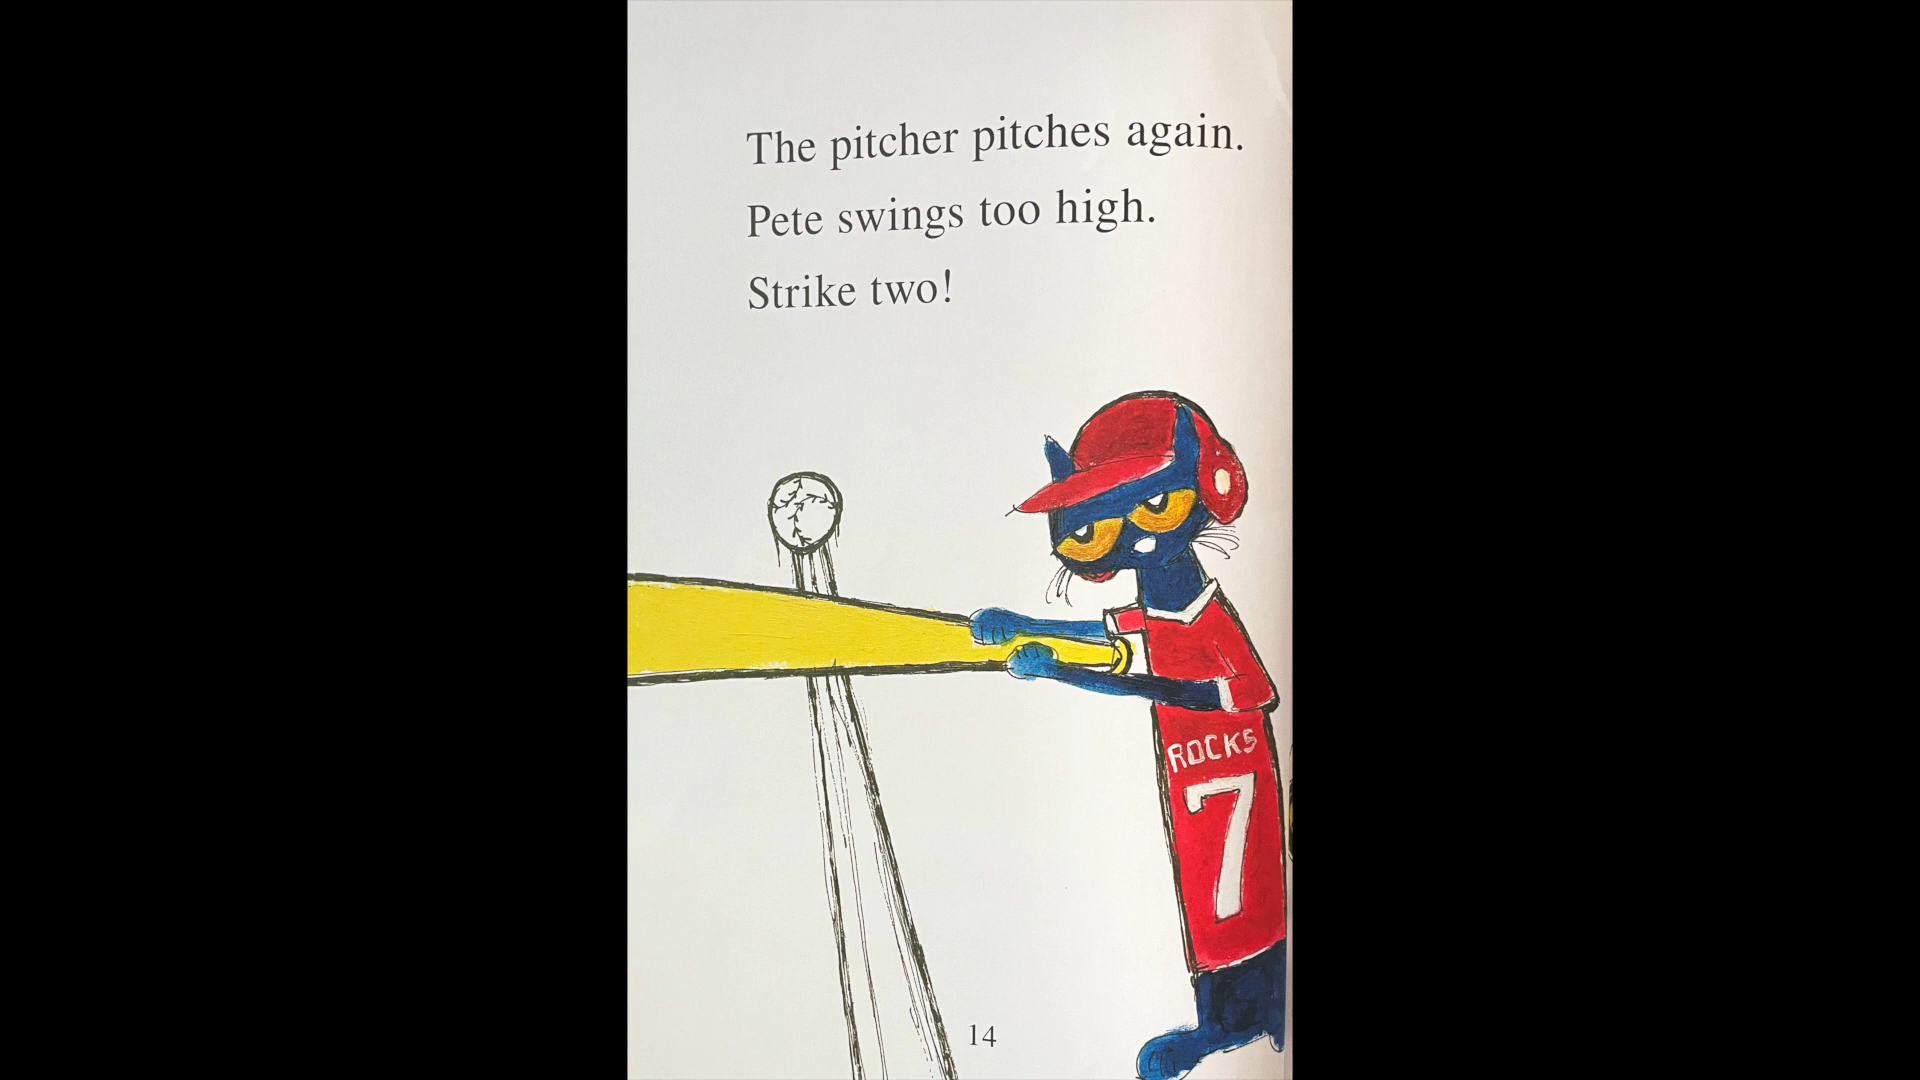 The pitcher pitches again.
Pete swings too high.
Strike two!
ROCKS
7
14